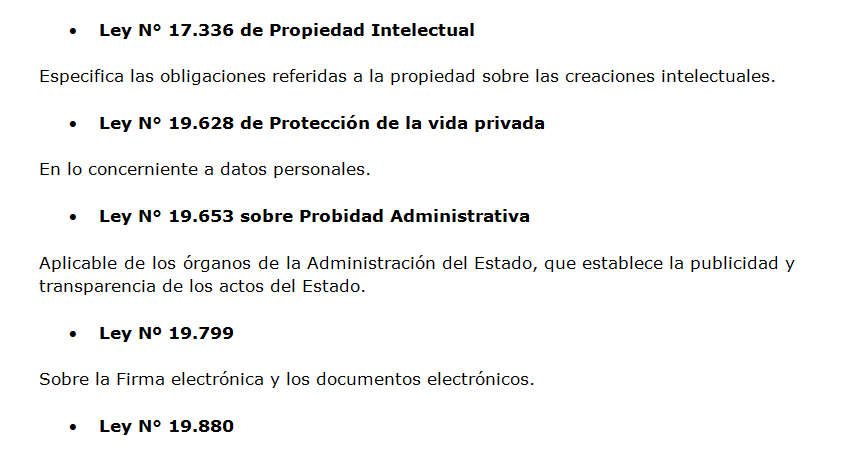 • Ley N° 17.336 de Propiedad Intelectual
Especifica las obligaciones referidas a la propiedad sobre las creaciones intelectuales.
• Ley N° 19.628 de Protección de la vida privada
En lo concerniente a datos personales.
• Ley N° 19.653 sobre Probidad Administrativa
Aplicable de los órganos de la Administración del Estado, que establece la publicidad y
transparencia de los actos del Estado.
• Ley Nº 19.799
Sobre la Firma electrónica y los documentos electrónicos.
• Ley N° 19.880